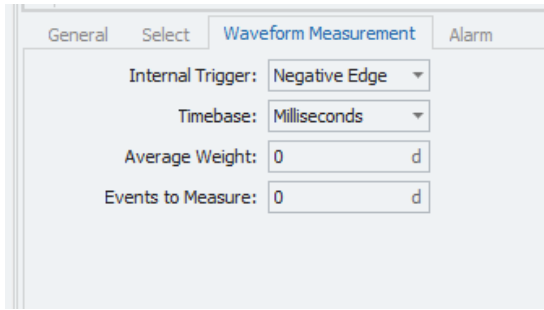 General Select Waveform Measurement Alarm
Internal Trigger: Negative Edge
Timebase: Milliseconds
Average Weight: 0 d
Events to Measure: 0 d